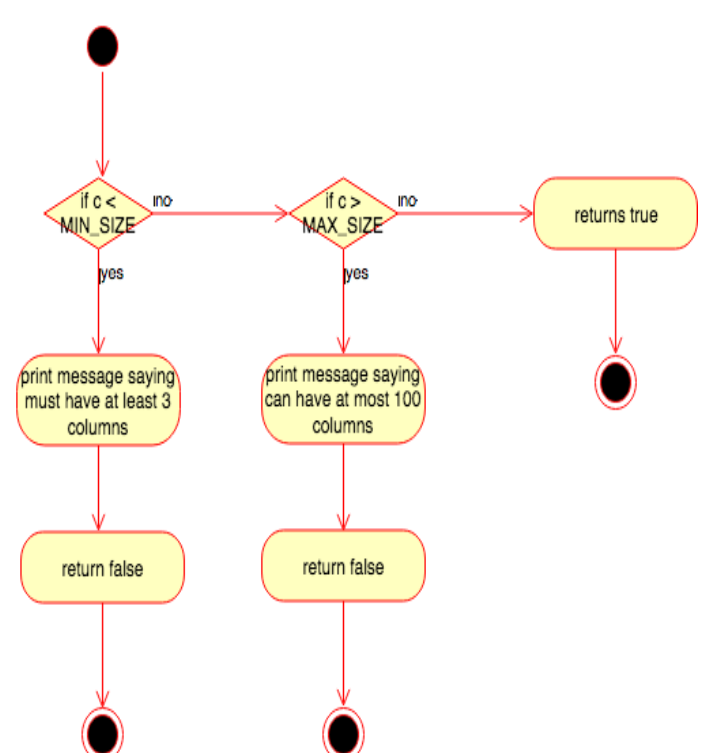 if c <
MIN_SIZE
no
if c >
MAX_SIZE
no
returns true
yes
yes
print message saying
must have at least 3
columns
print message saying
can have at most 100
columns
return false
return false